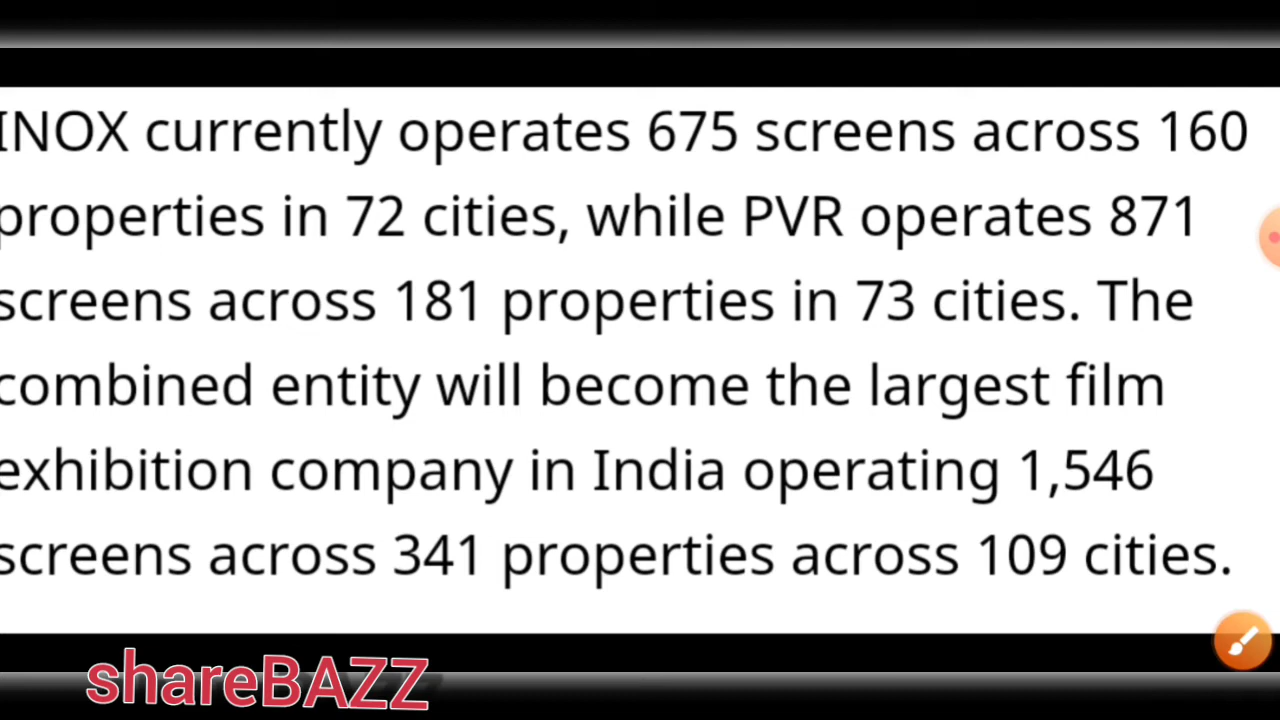 INOX currently operates 675 screens across 160
properties in 72 cities, while PVR operates 871
screens across 181 properties in 73 cities. The
combined entity will become the largest film
exhibition company in India operating 1,546
screens across 341 properties across 109 cities.
shareBAZZ